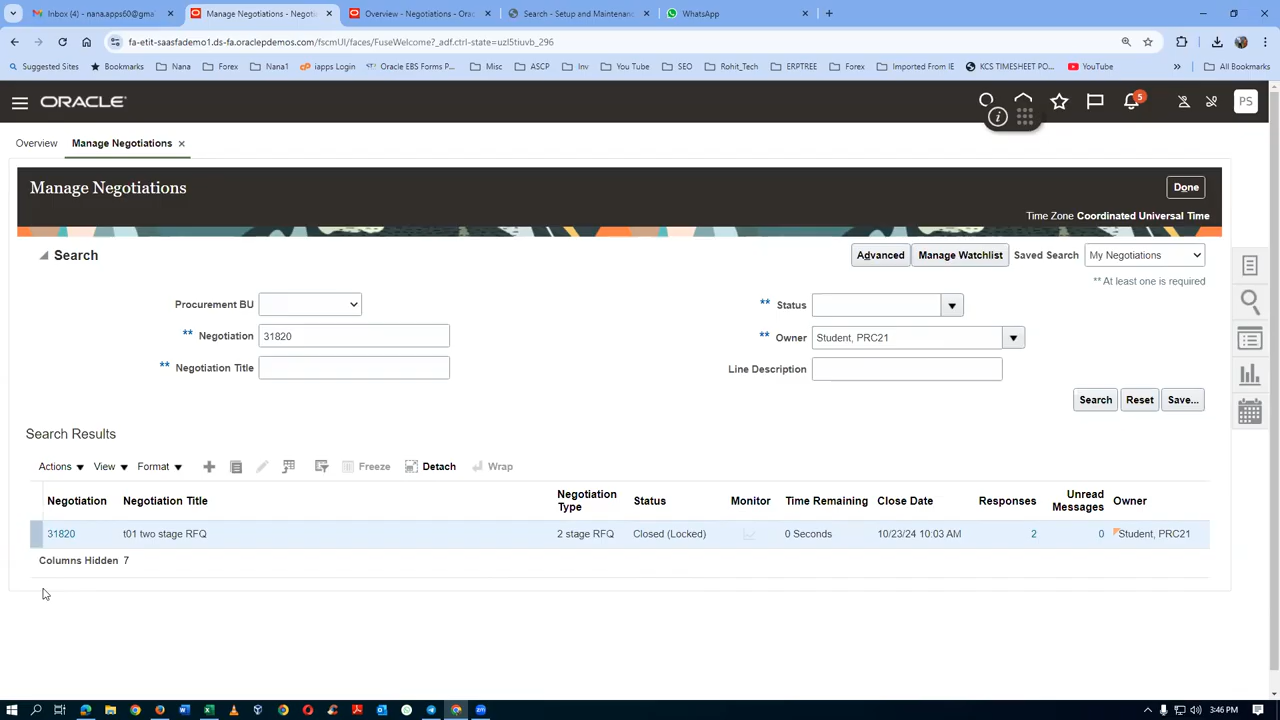 Inbox (4) - nana.apps60@gmail
Manage Negotiations - Negotiat
Overview - Negotiations - Orac
Search - Setup and Maintenanc
WhatsApp
fa-etit-saasfademo1.ds-fa.oraclepdemos.com/fscmUI/faces/FuseWelcome?_adf.ctrl-state=uzl5tiuvb_296
Suggested Sites
Bookmarks
Nana
Forex
Nana1
iapps Login
Oracle EBS Forms P...
Misc
ASCP
Inv
You Tube
SEO
Rohit_Tech
ERPTREE
Forex
Imported From IE
KCS TIMESHEET PO...
YouTube
All Bookmarks
ORACLE
5
PS
Overview
Manage Negotiations
Manage Negotiations
Done
Time Zone Coordinated Universal Time
Search
Advanced
Manage Watchlist
Saved Search
My Negotiations
** At least one is required
Procurement BU
** Status
** Negotiation 31820
** Owner Student, PRC21
** Negotiation Title
Line Description
Search
Reset
Save...
Search Results
Actions
View
Format
Freeze
Detach
Wrap
Negotiation
Negotiation Title
Negotiation Type
Status
Monitor
Time Remaining
Close Date
Responses
Unread Messages
Owner
31820
t01 two stage RFQ
2 stage RFQ
Closed (Locked)
0 Seconds
10/23/24 10:03 AM
2
0
Student, PRC21
Columns Hidden 7
3:46 PM